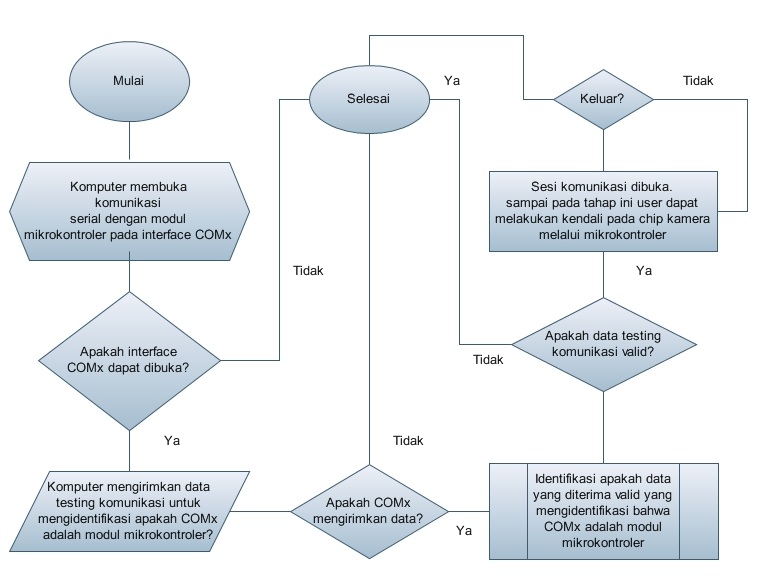 Mulai
Komputer membuka
komunikasi
serial dengan modul
mikrokontroler pada interface COMx
Apakah interface
COMx dapat dibuka?
Tidak
Ya
Komputer mengirimkan data
testing komunikasi untuk
mengidentifikasi apakah COMx
adalah modul mikrokontroler?
Selesai
Tidak
Apakah COMx
mengirimkan data?
Ya
Identifikasi apakah data
yang diterima valid yang
mengidentifikasi bahwa
COMx adalah modul
mikrokontroler
Apakah data testing
komunikasi valid?
Tidak
Ya
Sesi komunikasi dibuka.
sampai pada tahap ini user dapat
melakukan kendali pada chip kamera
melalui mikrokontroler
Keluar?
Tidak
Ya